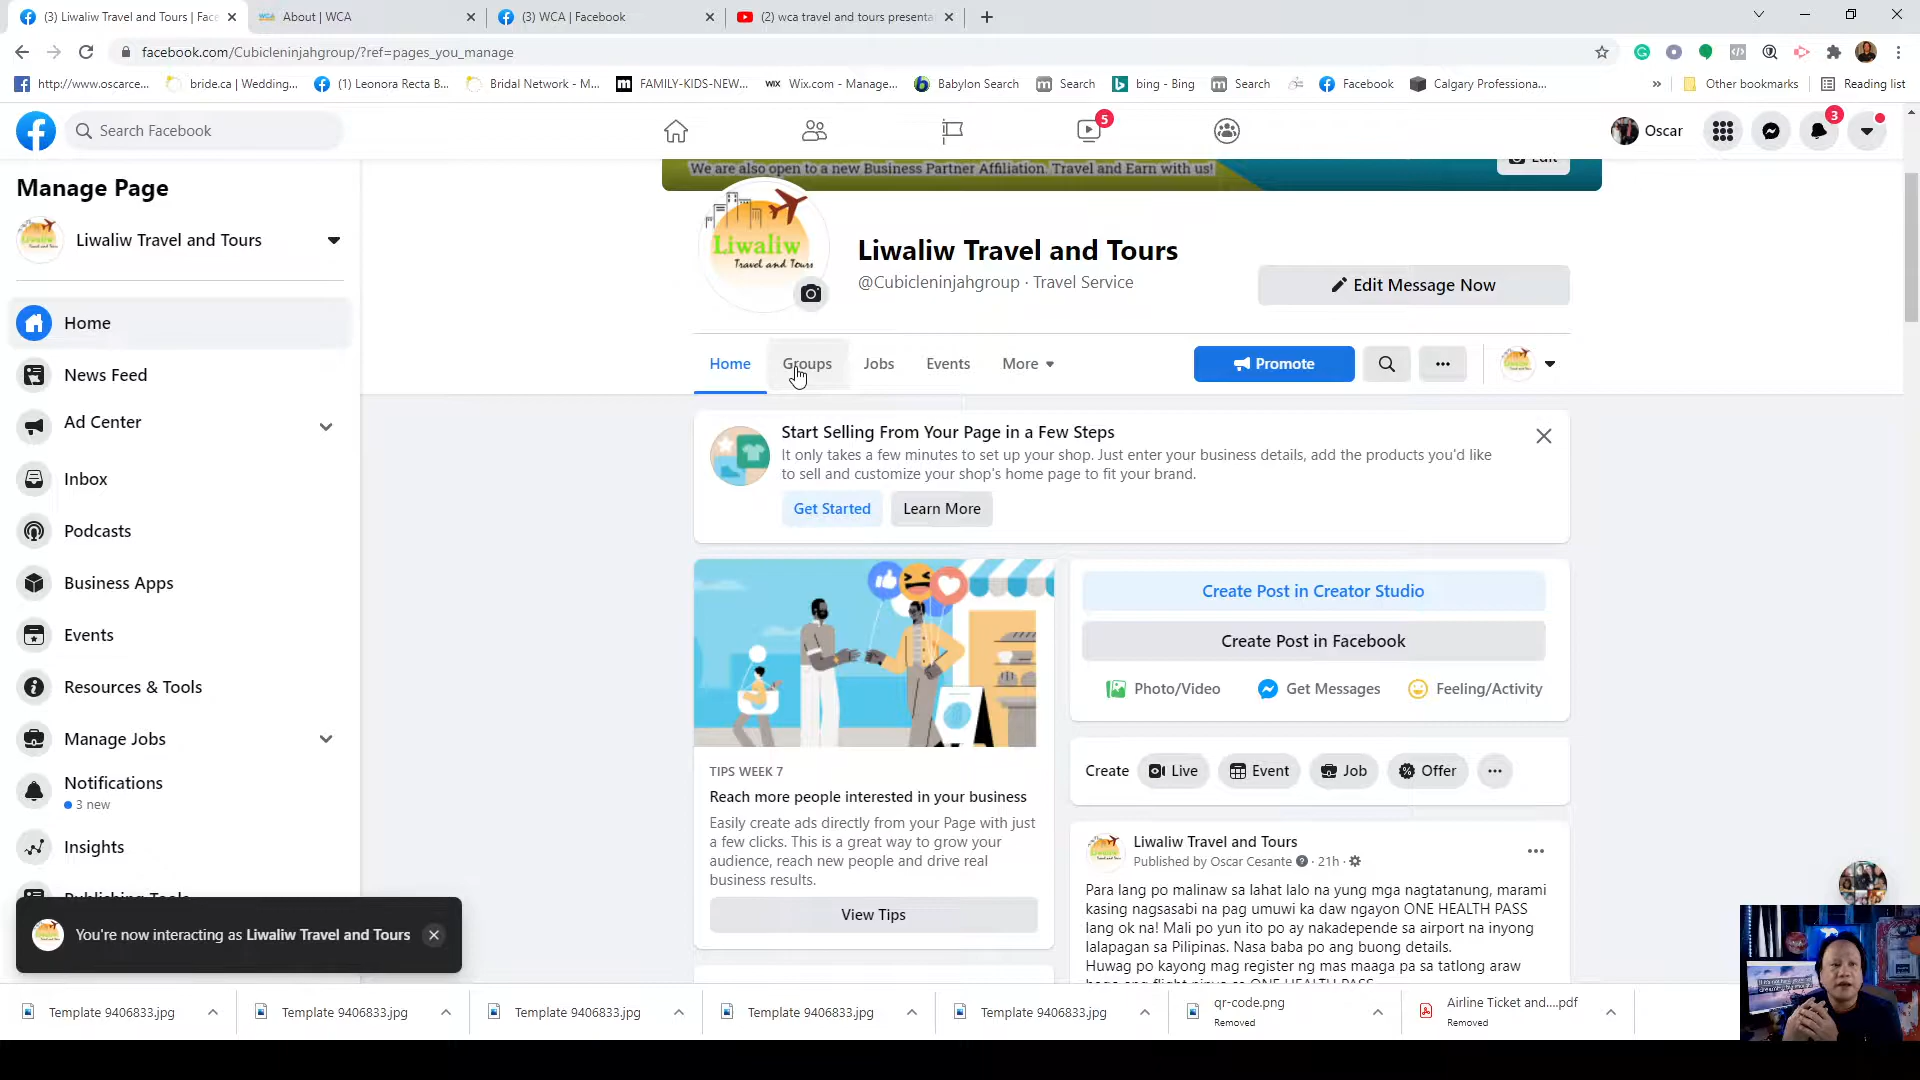 (3) Liwaliw Travel and Tours | Face
About | WCA
(3) WCA | Facebook
(2) wca travel and tours presenta
facebook.com/Cubicleninjahgroup/?ref=pages_you_manage
http://www.oscarce...
bride.ca | Wedding...
(1) Leonora Recta B...
Bridal Network - M...
FAMILY-KIDS-NEW...
WIX Wix.com - Manage...
Babylon Search
Search
bing - Bing
Search
Facebook
Calgary Professiona...
Other bookmarks
Reading list
Search Facebook
5
Oscar
3
We are also open to a new Business Partner Affiliation. Travel and Earn with us!
Edit
Manage Page
Liwaliw Travel and Tours
Home
News Feed
Ad Center
Inbox
Podcasts
Business Apps
Events
Resources & Tools
Manage Jobs
Notifications
3 new
Insights
Publishing Tools
You're now interacting as Liwaliw Travel and Tours
Liwaliw
Travel and Tours
Liwaliw Travel and Tours
@Cubicleninjahgroup · Travel Service
Edit Message Now
Home
Groups
Jobs
Events
More
Promote
Start Selling From Your Page in a Few Steps
It only takes a few minutes to set up your shop. Just enter your business details, add the products you'd like
to sell and customize your shop's home page to fit your brand.
Get Started
Learn More
TIPS WEEK 7
Reach more people interested in your business
Easily create ads directly from your Page with just
a few clicks. This is a great way to grow your
audience, reach new people and drive real
business results.
View Tips
Create Post in Creator Studio
Create Post in Facebook
Photo/Video
Get Messages
Feeling/Activity
Create
Live
Event
Job
Offer
Liwaliw Travel and Tours
Published by Oscar Cesante · 21h ·
Para lang po malinaw sa lahat lalo na yung mga nagtatanung, marami
kasing nagsasabi na pag umuwi ka daw ngayon ONE HEALTH PASS
lang ok na! Mali po yun ito po ay nakadepende sa airport na inyong
lalapagan sa Pilipinas. Nasa baba po ang buong details.
Huwag po kayong mag register ng mas maaga pa sa tatlong araw
Template 9406833.jpg
Template 9406833.jpg
Template 9406833.jpg
Template 9406833.jpg
Template 9406833.jpg
qr-code.png
Removed
Airline Ticket and....pdf
Removed